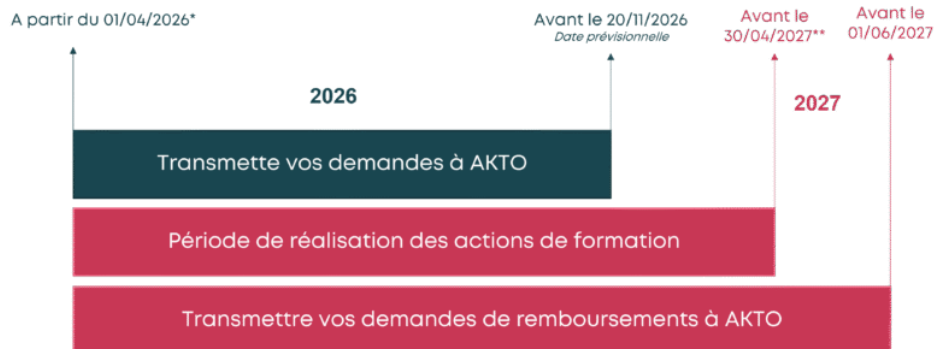 A partir du 01/04/2026*
Avant le 20/11/2026
Date prévisionnelle
Avant le
30/04/2027**
Avant le
01/06/2027
2026
2027
Transmette vos demandes à AKTO
Période de réalisation des actions de formation
Transmettre vos demandes de remboursements à AKTO